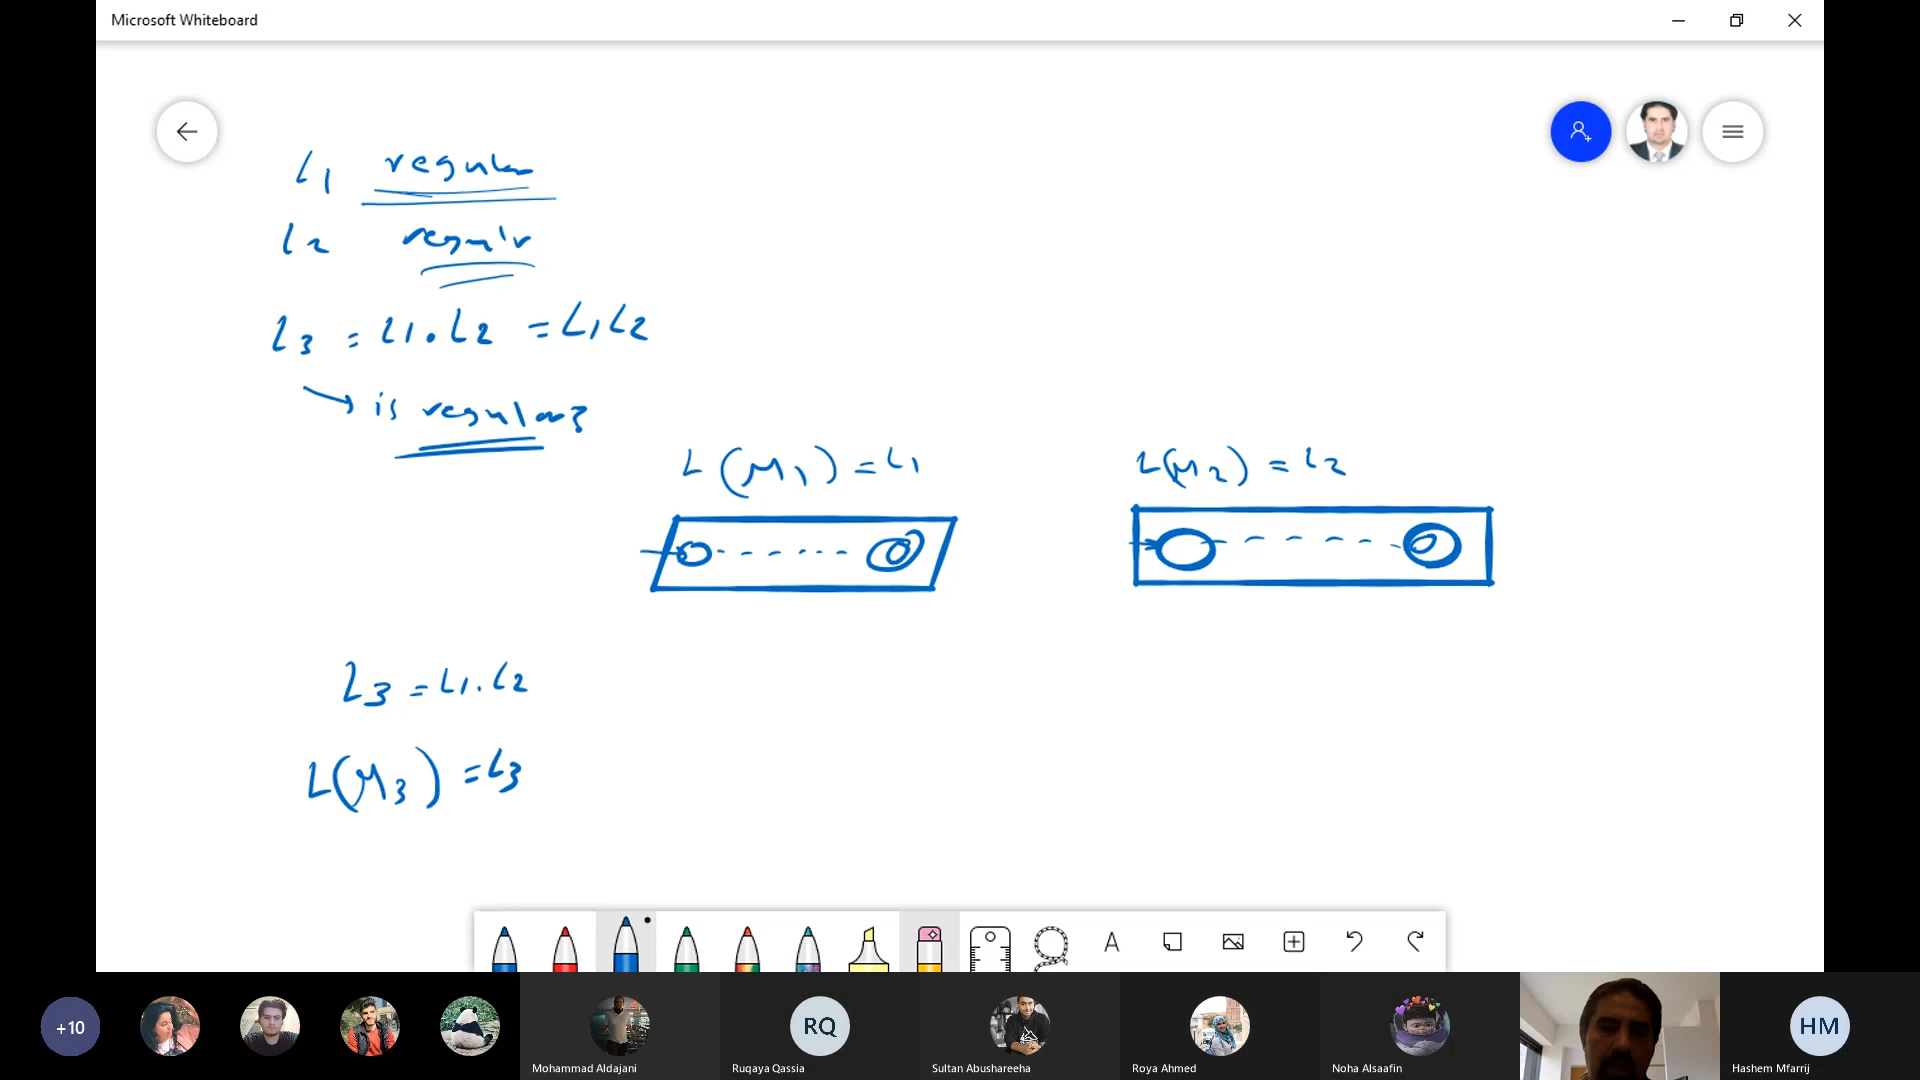 Microsoft Whiteboard
L1 regular
L2 regular
L3 = L1.L2 = L1L2
→ is regular?
L(M1) = L1
L(M2) = L2
L3 = L1.L2
L(M3) = L3
A
+10
RQ
HM
Mohammad Aldajani
Ruqaya Qassia
Sultan Abushareeha
Roya Ahmed
Noha Alsaafin
Hashem Mfarrij